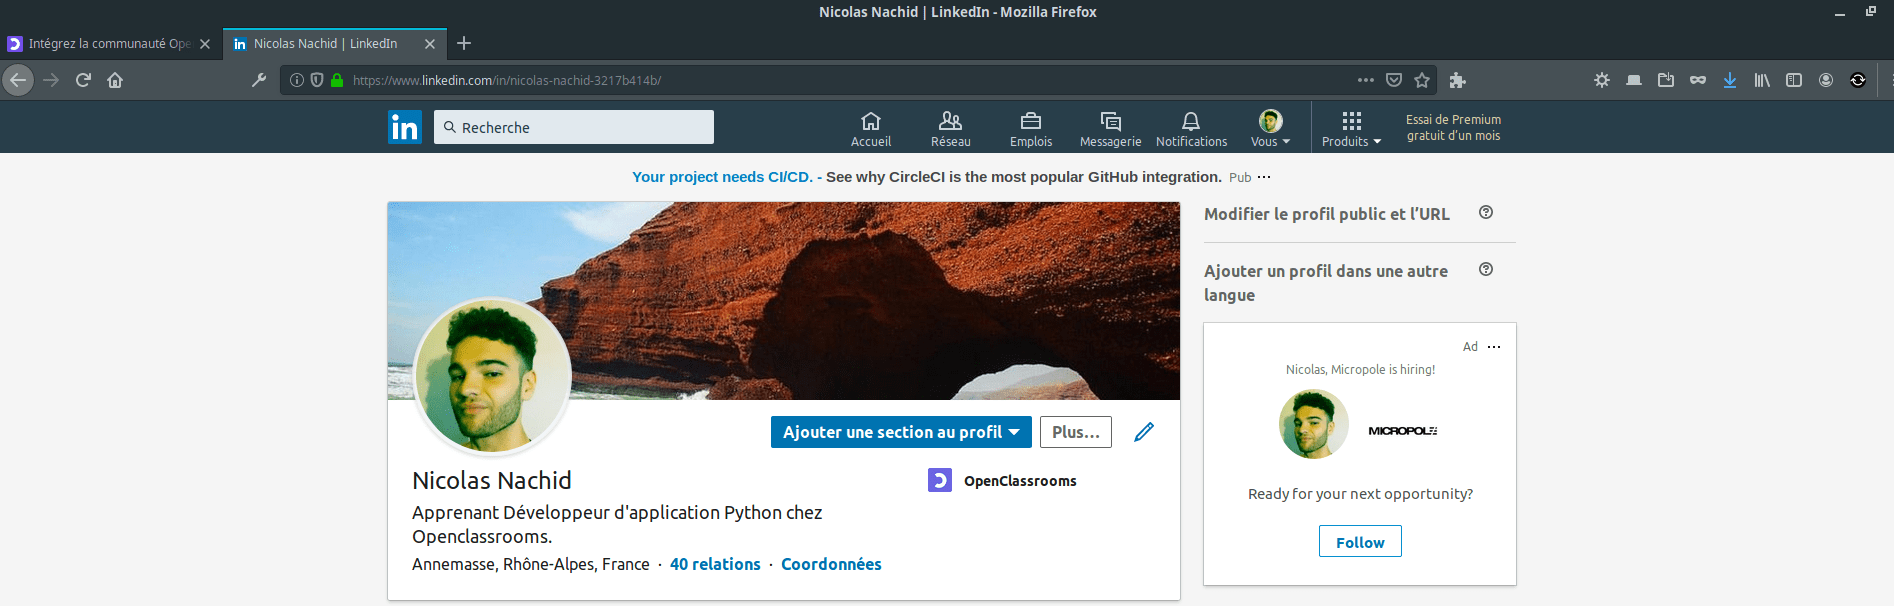 Nicolas Nachid | LinkedIn - Mozilla Firefox
Intégrez la communauté Ope
in Nicolas Nachid | LinkedIn
https://www.linkedin.com/in/nicolas-nachid-3217b414b/
in
Recherche
Accueil
Réseau
Emplois
Messagerie
Notifications
Vous
Produits
Essai de Premium
gratuit d'un mois
Your project needs CI/CD. - See why CircleCI is the most popular GitHub integration. Pub ...
Modifier le profil public et l'URL
Ajouter un profil dans une autre
langue
Ajouter une section au profil
Plus...
Nicolas Nachid
OpenClassrooms
Apprenant Développeur d'application Python chez
Openclassrooms.
Annemasse, Rhône-Alpes, France · 40 relations · Coordonnées
Ad ...
Nicolas, Micropole is hiring!
MICROPOLE
Ready for your next opportunity?
Follow